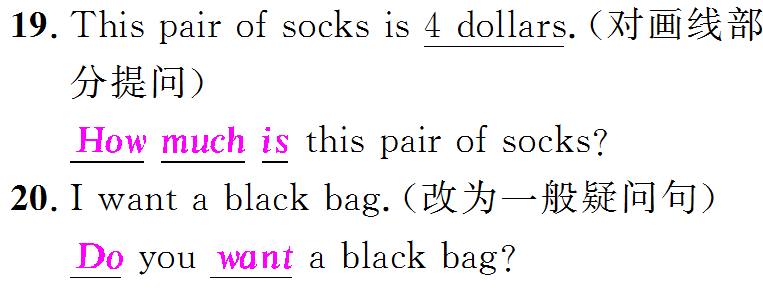 19. This pair of socks is 4 dollars.(对画线部
分提问)
How much is this pair of socks?
20. I want a black bag.(改为一般疑问句)
Do you want a black bag?